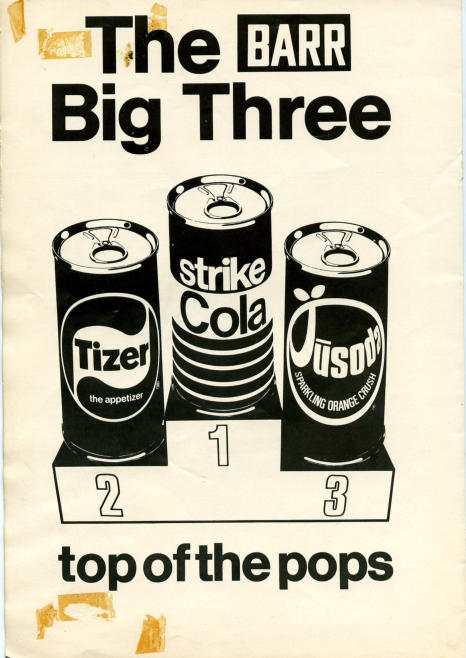 The BARR
Big Three
strike
Cola
Tizer
the appetizer
Jusoda
SPARKLING ORANGE CRUSH
1
2
3
top of the pops